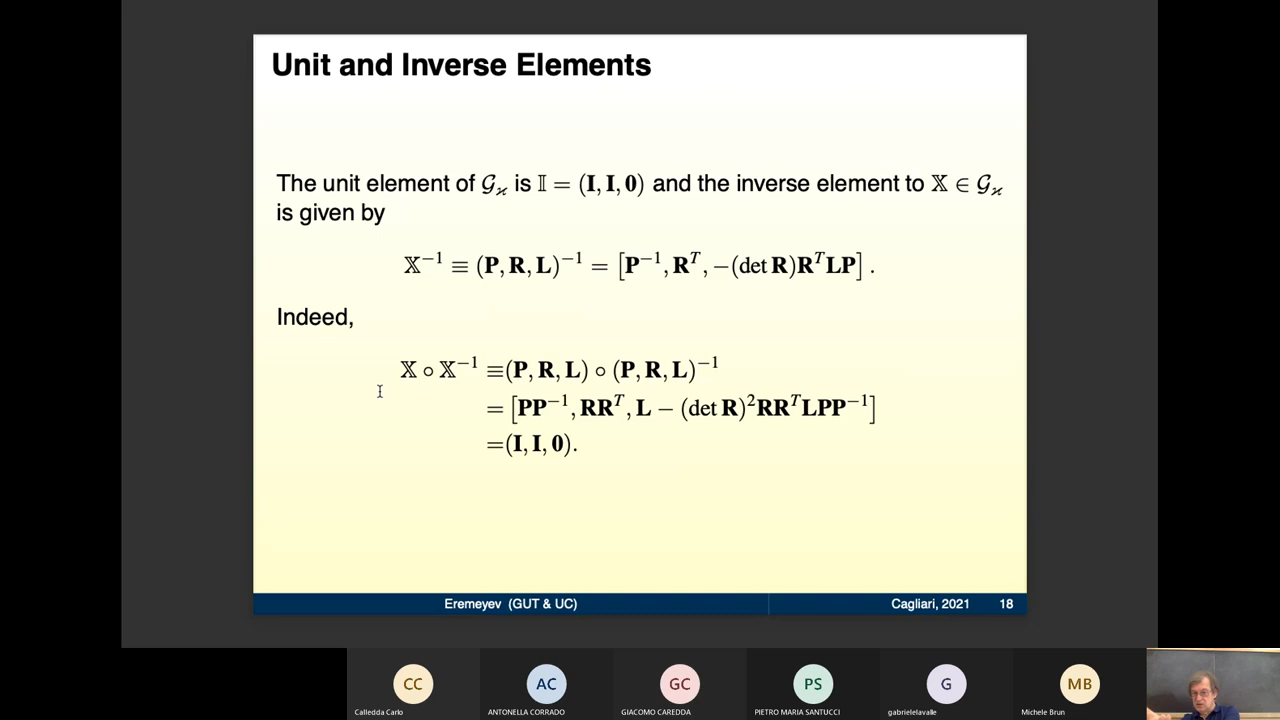 Unit and Inverse Elements
The unit element of 𝒢ϰ is 𝕀 = (𝐈, 𝐈, 𝟎) and the inverse element to 𝕏 ∈ 𝒢ϰ
is given by
𝕏⁻¹ ≡ (𝐏, 𝐑, 𝐋)⁻¹ = [𝐏⁻¹, 𝐑ᵀ, −(det 𝐑)𝐑ᵀ𝐋𝐏] .
Indeed,
𝕏 ∘ 𝕏⁻¹ ≡(𝐏, 𝐑, 𝐋) ∘ (𝐏, 𝐑, 𝐋)⁻¹
= [𝐏𝐏⁻¹, 𝐑𝐑ᵀ, 𝐋 − (det 𝐑)²𝐑𝐑ᵀ𝐋𝐏𝐏⁻¹]
=(𝐈, 𝐈, 𝟎).
Eremeyev (GUT & UC) Cagliari, 2021 18
CC AC GC PS G MB
Calledda Carlo ANTONELLA CORRADO GIACOMO CAREDDA PIETRO MARIA SANTUCCI gabrielelavalle Michele Brun